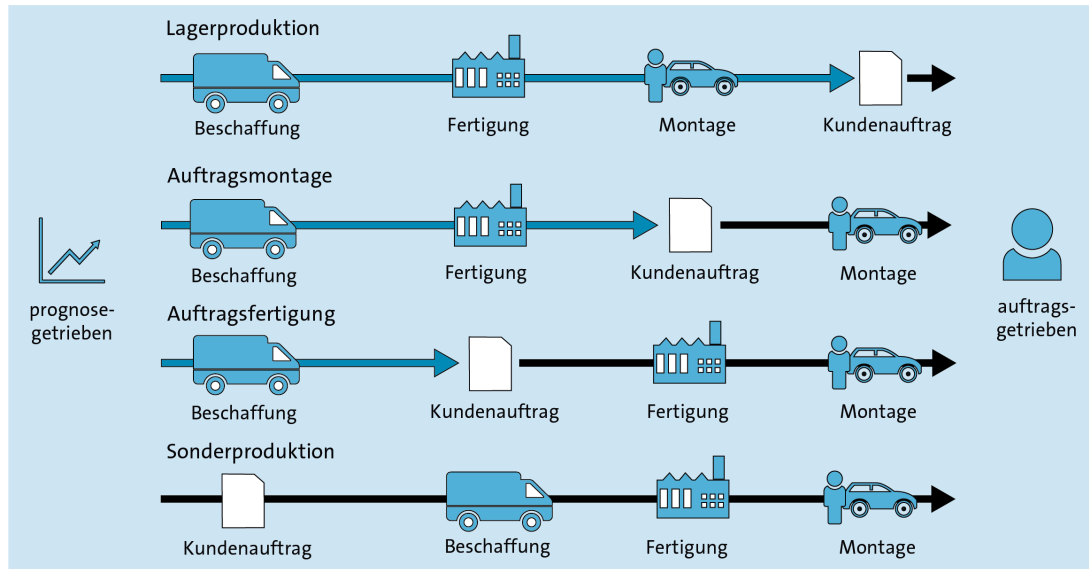 Lagerproduktion
Beschaffung
Fertigung
Montage
Kundenauftrag
Auftragsmontage
Beschaffung
Fertigung
Kundenauftrag
Montage
prognose-
getrieben
auftrags-
getrieben
Auftragsfertigung
Beschaffung
Kundenauftrag
Fertigung
Montage
Sonderproduktion
Kundenauftrag
Beschaffung
Fertigung
Montage